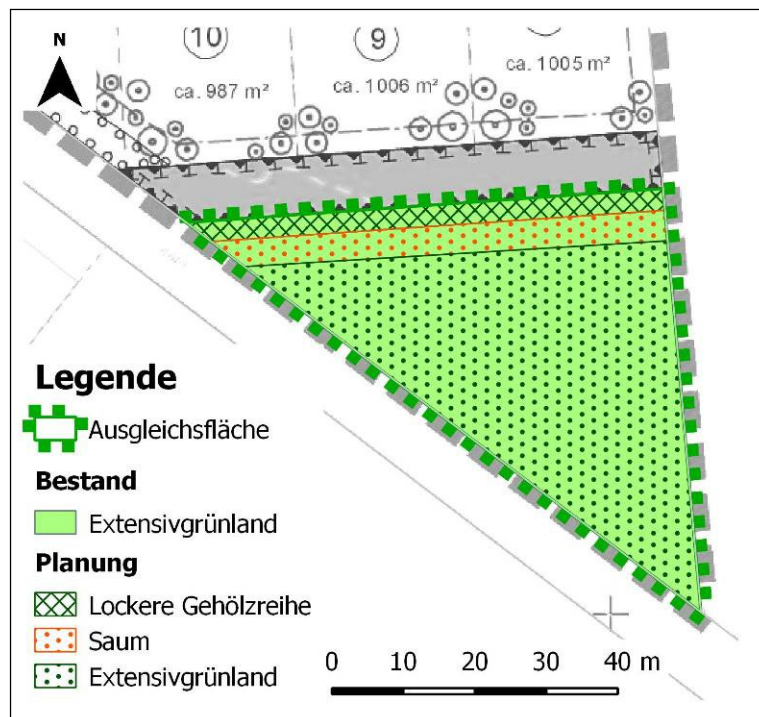 N
10
9
ca. 987 m²
ca. 1006 m²
ca. 1005 m²
Legende
Ausgleichsfläche
Bestand
Extensivgrünland
Planung
Lockere Gehölzreihe
Saum
Extensivgrünland
0 10 20 30 40 m